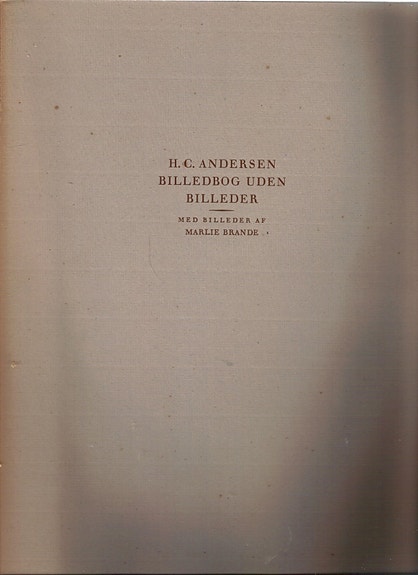 H. C. ANDERSEN
BILLEDBOG UDEN
BILLEDER
MED BILLEDER AF
MARLIE BRANDE